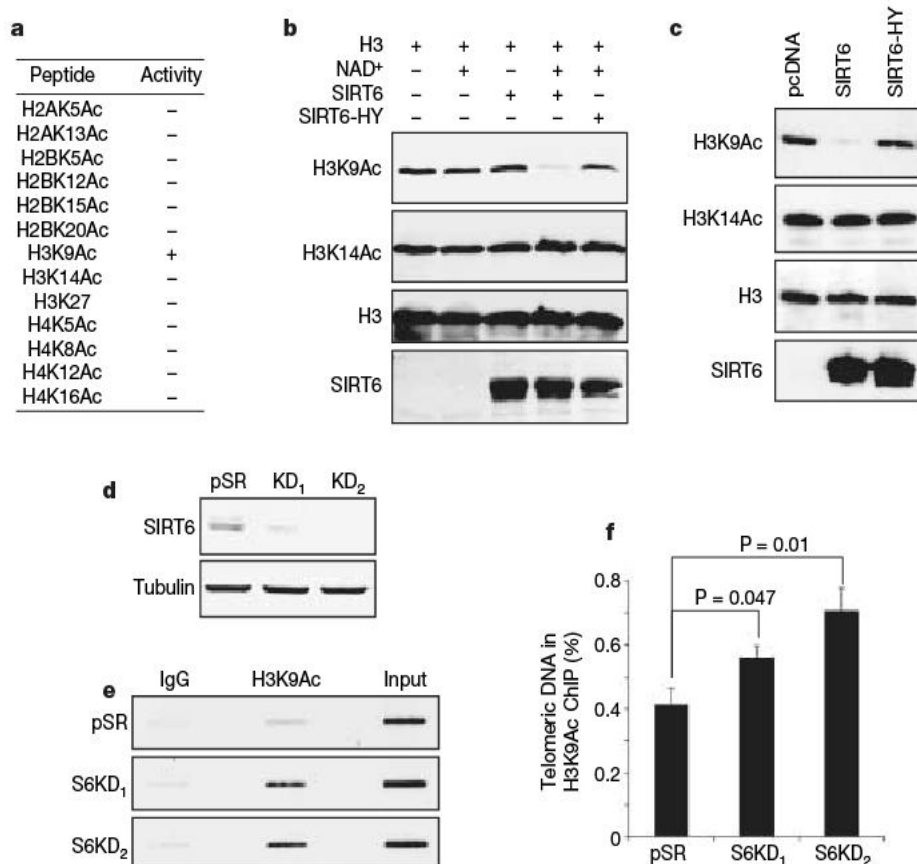 a
Peptide Activity
H2AK5Ac –
H2AK13Ac –
H2BK5Ac –
H2BK12Ac –
H2BK15Ac –
H2BK20Ac –
H3K9Ac +
H3K14Ac –
H3K27 –
H4K5Ac –
H4K8Ac –
H4K12Ac –
H4K16Ac –
b
H3 + + + + +
NAD+ – + – + +
SIRT6 – – + + –
SIRT6-HY – – – – +
H3K9Ac
H3K14Ac
H3
SIRT6
c
pcDNA SIRT6 SIRT6-HY
H3K9Ac
H3K14Ac
H3
SIRT6
d
pSR KD1 KD2
SIRT6
Tubulin
e
IgG H3K9Ac Input
pSR
S6KD1
S6KD2
f
P = 0.01
P = 0.047
Telomeric DNA in
H3K9Ac ChIP (%)
0.8
0.6
0.4
0.2
0
pSR S6KD1 S6KD2